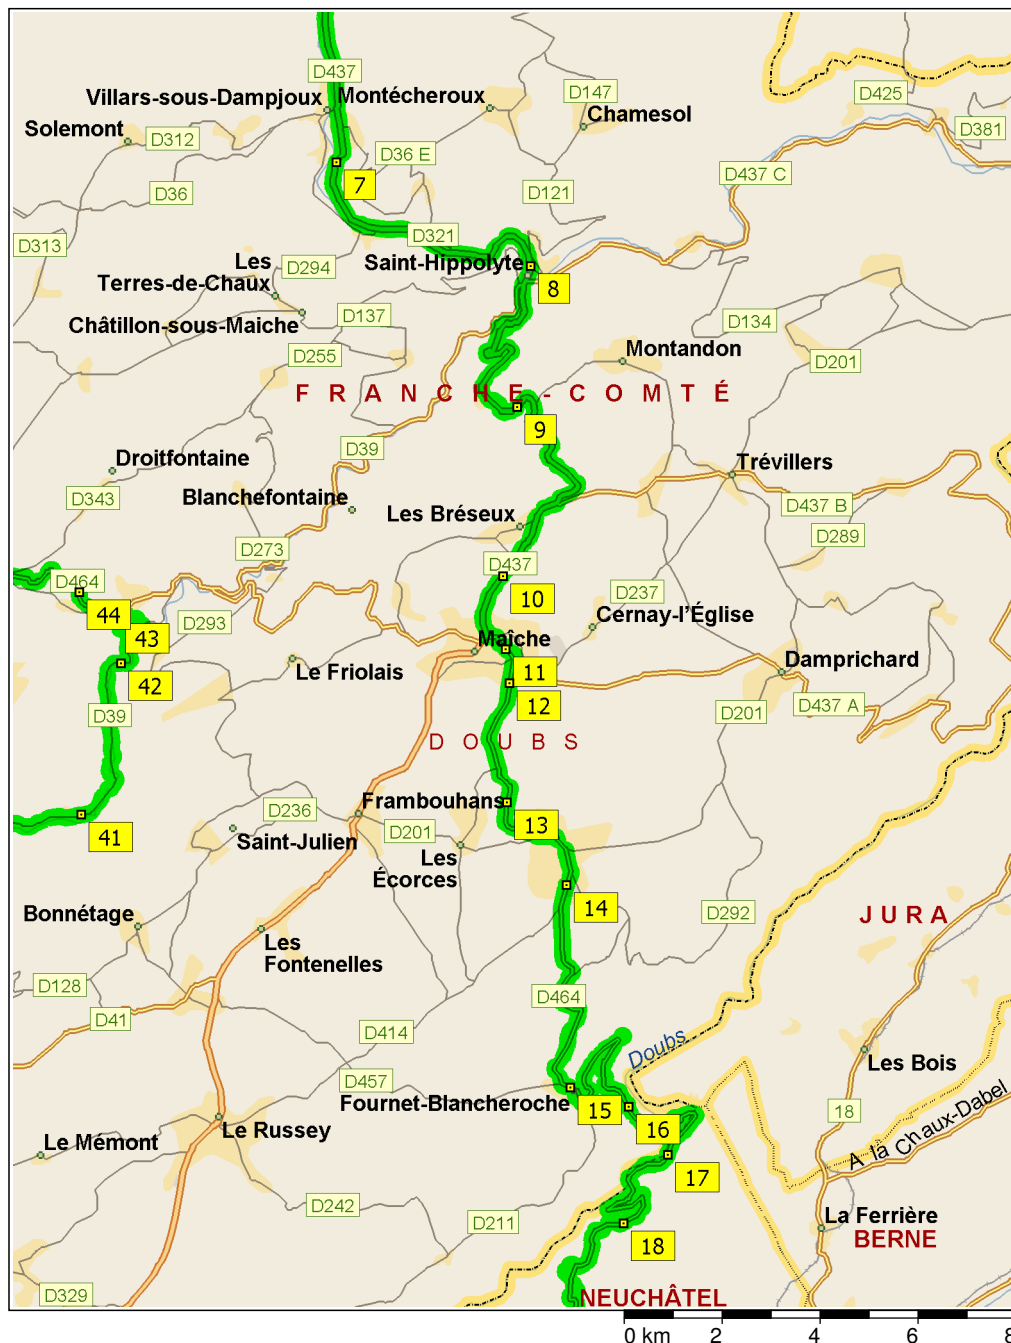 D437
Villars-sous-Dampjoux
Montécheroux
D147
D425
Chamesol
Solemont
D312
D381
D36 E
D437 C
7
D36
D121
D313
D321
Les
Terres-de-Chaux
D294
Saint-Hippolyte
8
Châtillon-sous-Maiche
D137
D134
D255
Montandon
D201
FRANCHE-COMTÉ
9
D39
Droitfontaine
Trévillers
D343
Blanchefontaine
D437 B
Les Bréseux
D289
D273
D437
D464
10
D237
44
43
D293
Cernay-l'Église
Maîche
Le Friolais
11
Damprichard
42
12
D437 A
D39
D201
DOUBS
Frambouhans
D236
13
41
Saint-Julien
D201
Les
Écorces
14
Bonnétage
D292
JURA
Les
Fontenelles
D128
D464
D41
D414
Doubs
Les Bois
D457
Fournet-Blancheroche
15
18
Le Mémont
Le Russey
16
A la Chaux-Dabel
17
D242
D211
La Ferrière
BERNE
18
D329
NEUCHÂTEL
0 km 2 4 6 8